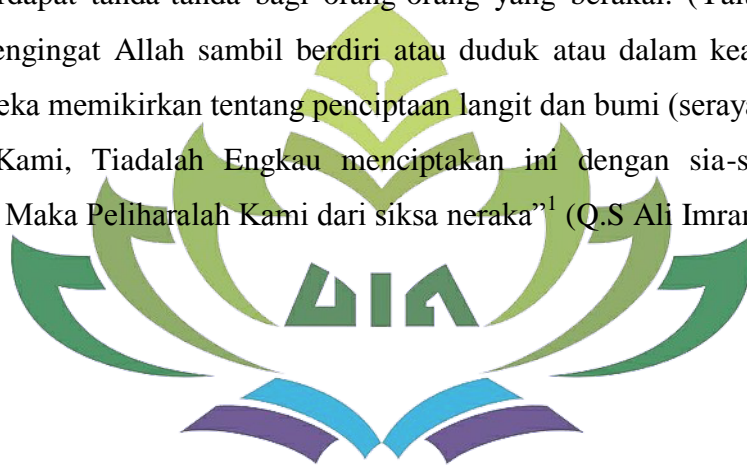 rdapat tanda-tanda bagi orang-orang yang berakal.
engingat Allah sambil berdiri atau duduk atau dalam kea
eka memikirkan tentang penciptaan langit dan bumi (seraya
Kami, Tiadalah Engkau menciptakan ini dengan sia-s
Maka Peliharalah Kami dari siksa neraka”¹ (Q.S Ali Imran
UIN